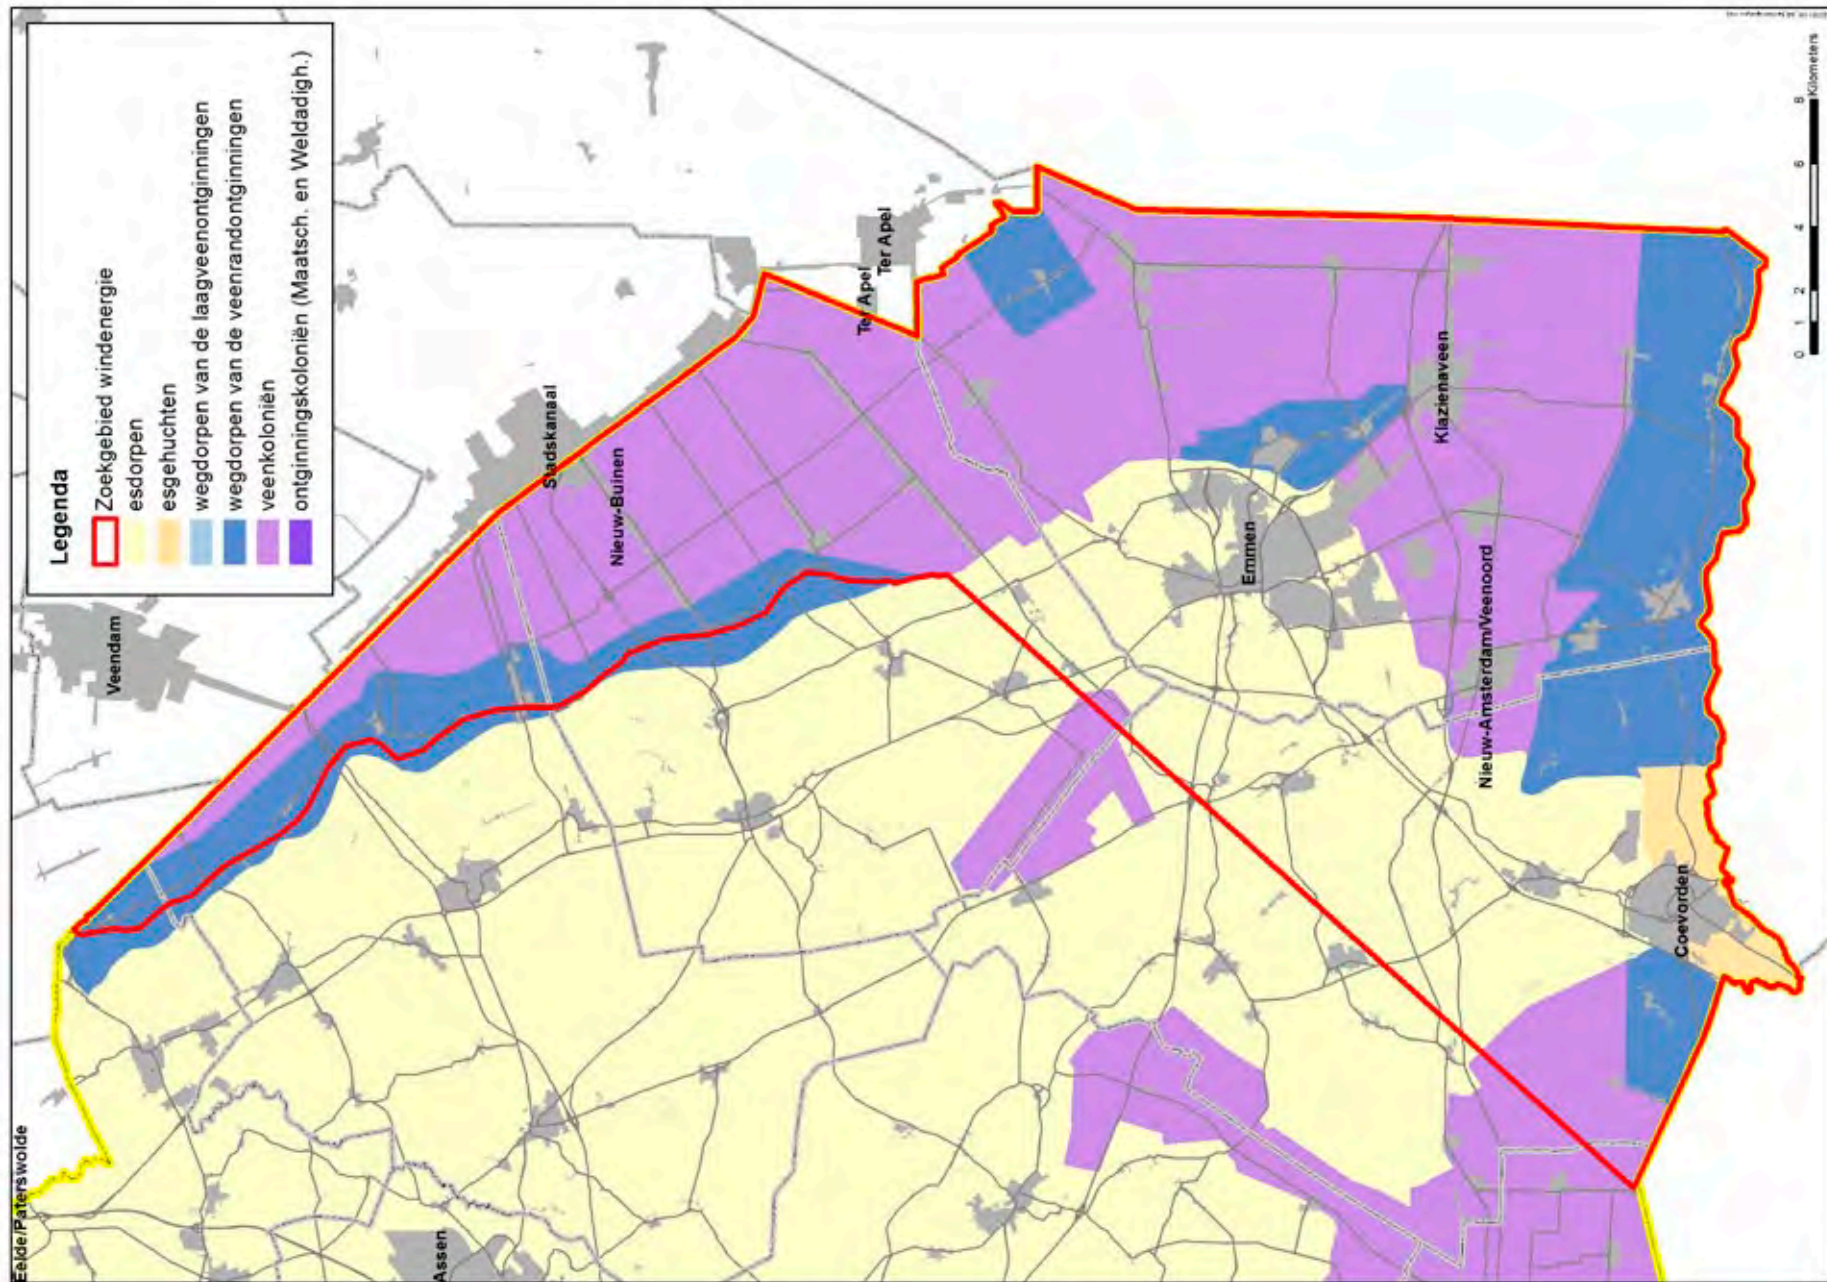 Legenda
Zoekgebied windenergie
esdorpen
esgehuchten
wegdorpen van de laagveenontginningen
wegdorpen van de veenrandontginningen
veenkoloniën
ontginningskoloniën (Maatsch. en Weldadigh.)
Eelde/Paterswolde
Assen
Veendam
Stadskanaal
Nieuw-Buinen
Ter Apel
Ter Apel
Emmen
Klazienaveen
Nieuw-Amsterdam/Veenoord
Coevorden
0 1 2 4 6 8
Kilometers